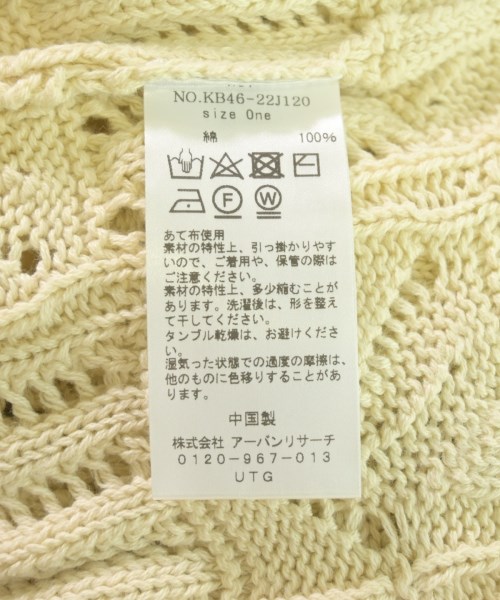 NO.KB46-22J120
size One
綿 100%
F W
あて布使用
素材の特性上、引っ掛かりやす
いので、ご着用や、保管の際は
ご注意ください。
素材の特性上、多少縮むことが
あります。洗濯後は、形を整え
て干してください。
タンブル乾燥は、お避けくださ
い。
湿気った状態での過度の摩擦は、
他のものに色移りすることがあ
ります。
中国製
株式会社 アーバンリサーチ
0120-967-013
UTG